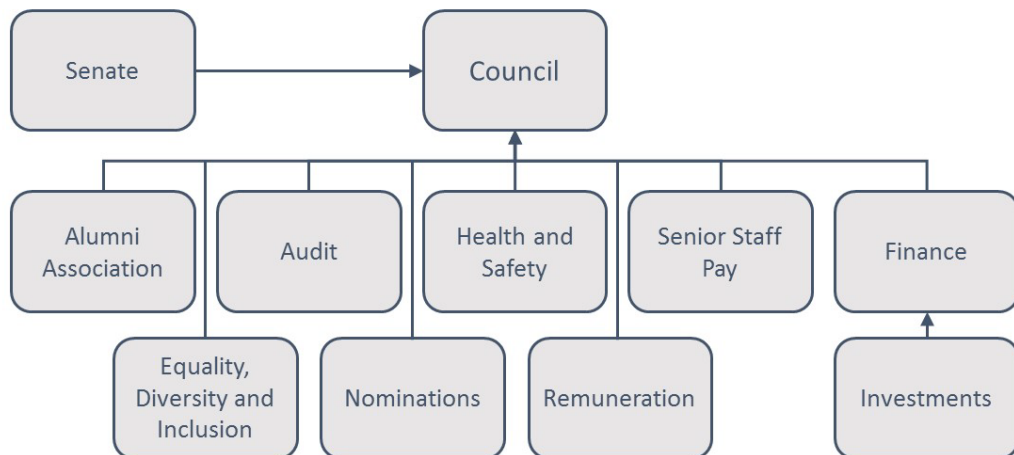 Senate
Council
Alumni
Association
Audit
Health and
Safety
Senior Staff
Pay
Finance
Equality,
Diversity and
Inclusion
Nominations
Remuneration
Investments